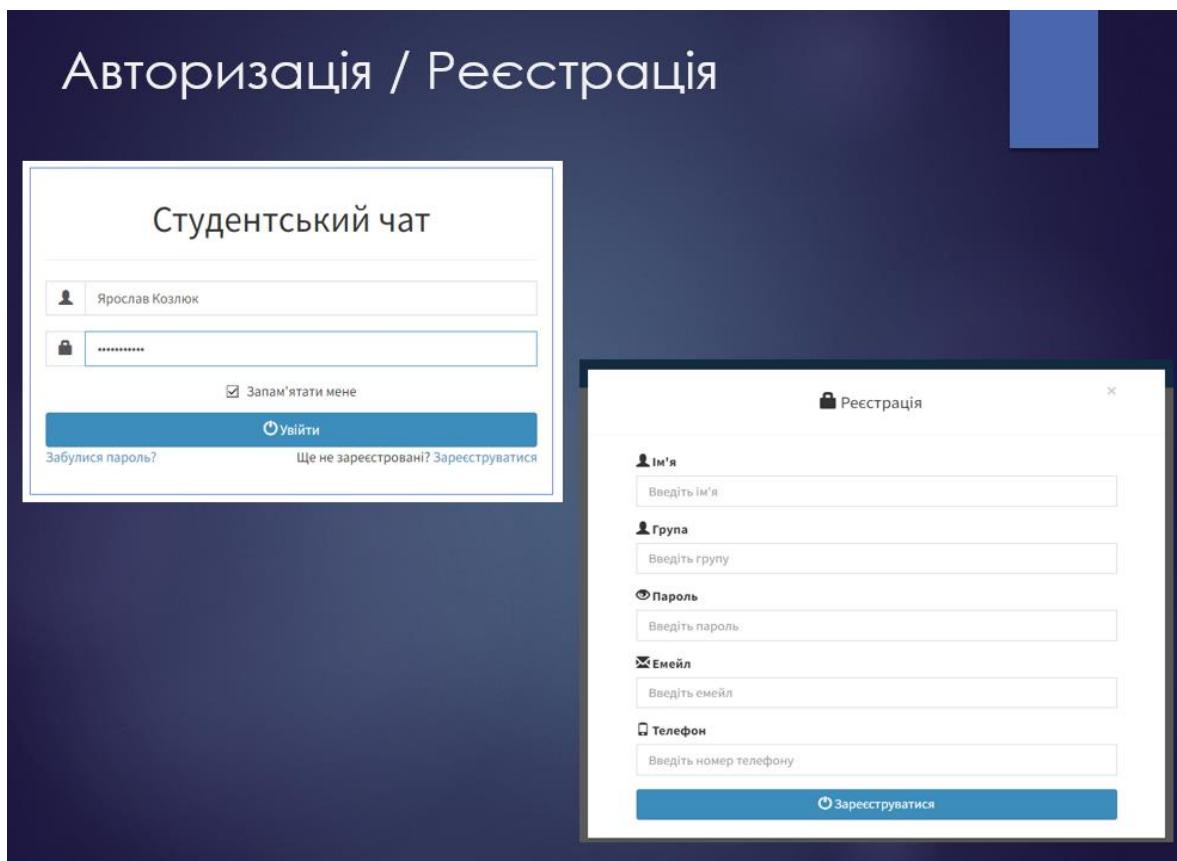 Авторизація / Реєстрація
Студентський чат
Ярослав Козлюк
•••••••••••
Запам'ятати мене
Увійти
Забулися пароль? Ще не зареєстровані? Зареєструватися
Реєстрація ×
Ім'я
Введіть ім'я
Група
Введіть групу
Пароль
Введіть пароль
Емейл
Введіть емейл
Телефон
Введіть номер телефону
Зареєструватися